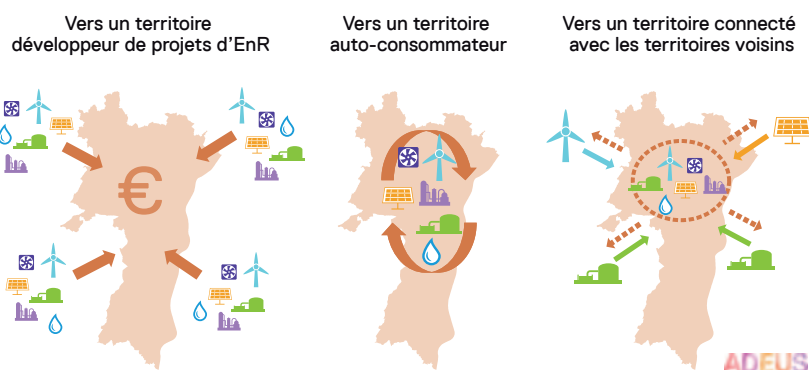 Vers un territoire
développeur de projets d'EnR
Vers un territoire
auto-consommateur
Vers un territoire connecté
avec les territoires voisins
€
ADEUS